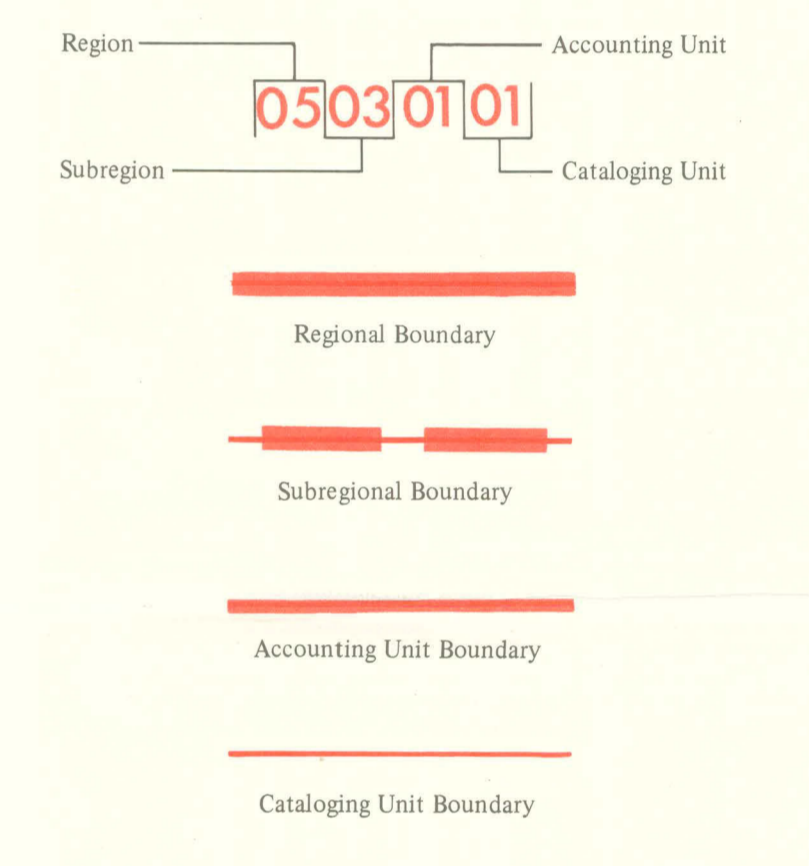 Region Accounting Unit
05030101
Subregion Cataloging Unit
Regional Boundary
Subregional Boundary
Accounting Unit Boundary
Cataloging Unit Boundary